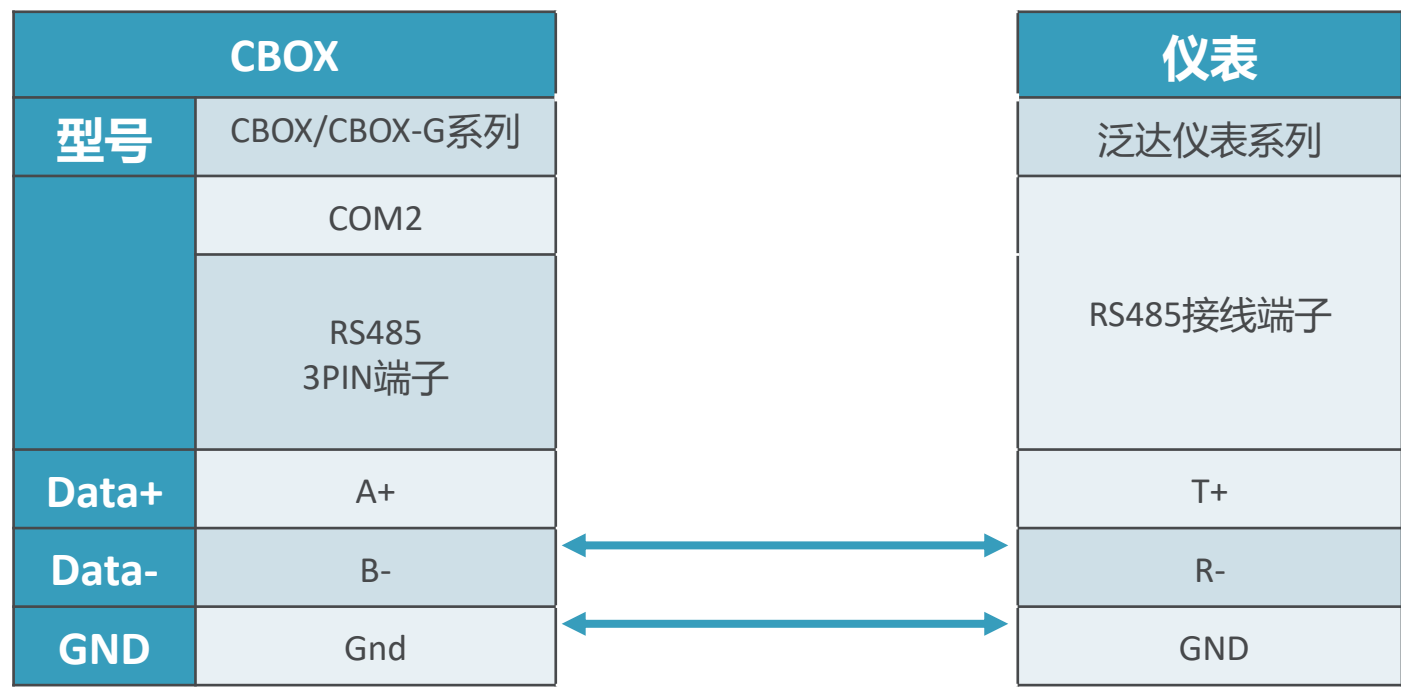 CBOX
仪表
型号
CBOX/CBOX-G系列
泛达仪表系列
COM2
RS485
3PIN端子
RS485接线端子
Data+
A+
T+
Data-
B-
R-
GND
Gnd
GND